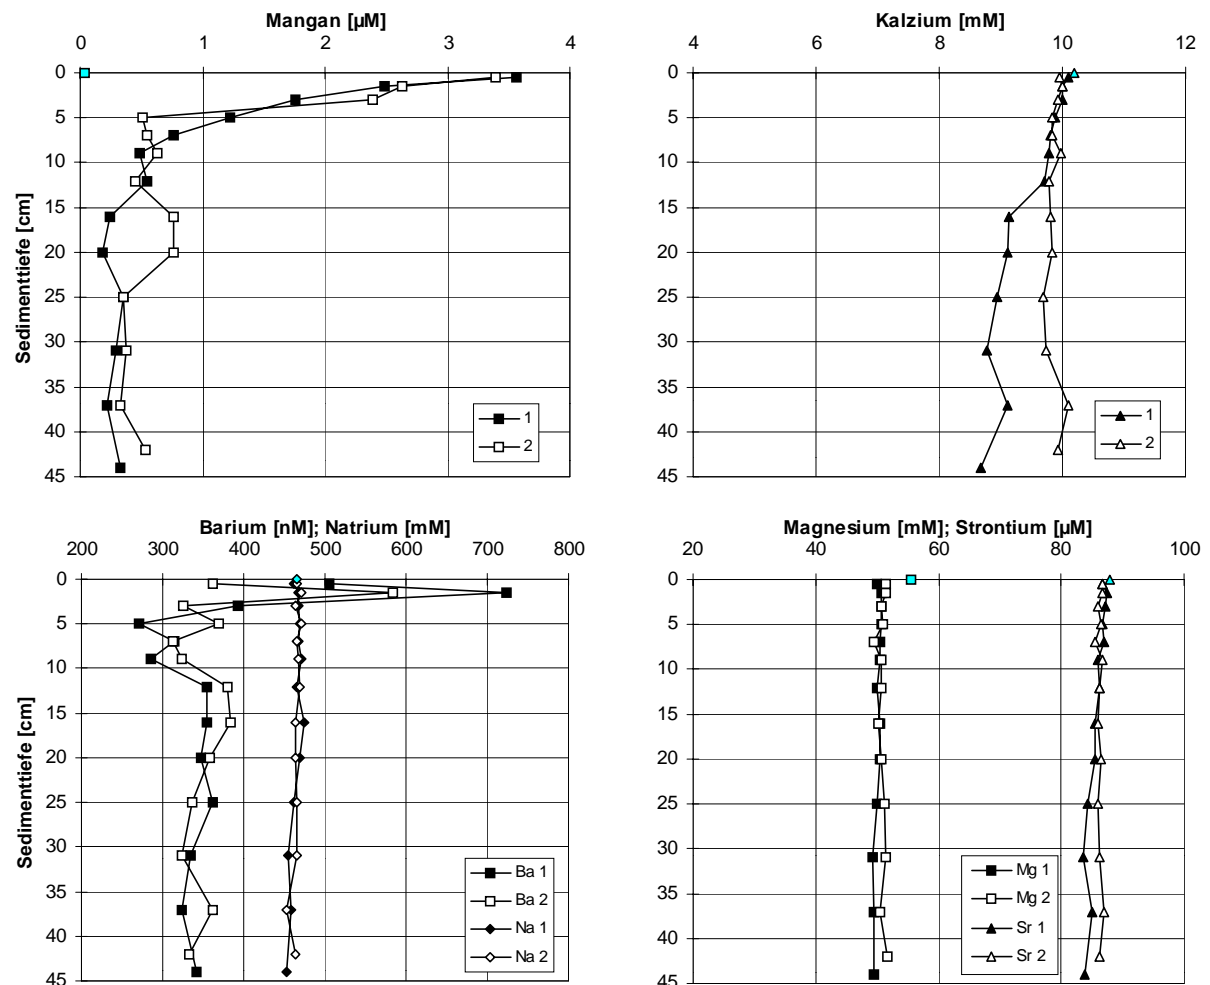 Mangan [µM]
0 1 2 3 4
0
5
10
15
20
25
30
35
40
45
Sedimenttiefe [cm]
1
2
Kalzium [mM]
4 6 8 10 12
0
5
10
15
20
25
30
35
40
45
1
2
Barium [nM]; Natrium [mM]
200 300 400 500 600 700 800
0
5
10
15
20
25
30
35
40
45
Sedimenttiefe [cm]
Ba 1
Ba 2
Na 1
Na 2
Magnesium [mM]; Strontium [µM]
20 40 60 80 100
0
5
10
15
20
25
30
35
40
45
Mg 1
Mg 2
Sr 1
Sr 2